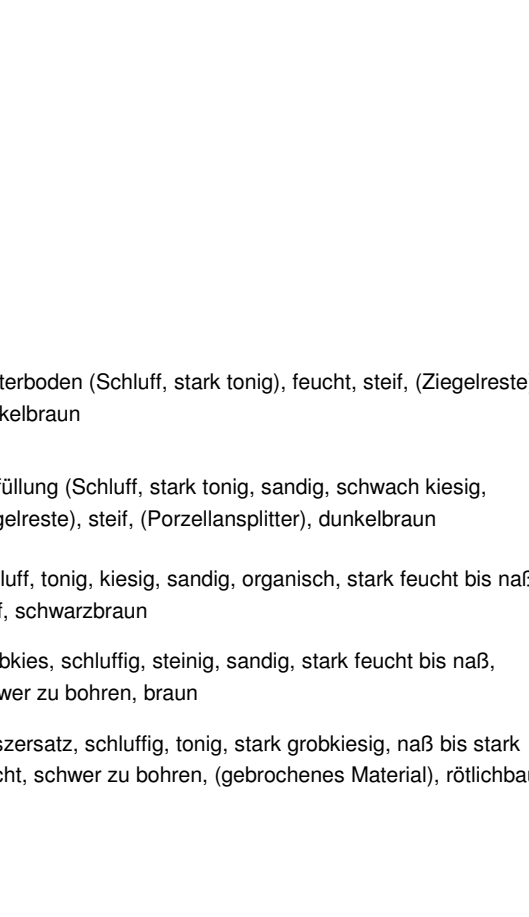 terboden (Schluff, stark tonig), feucht, steif, (Ziegelreste)
kelbraun
füllung (Schluff, stark tonig, sandig, schwach kiesig,
gelreste), steif, (Porzellansplitter), dunkelbraun
luff, tonig, kiesig, sandig, organisch, stark feucht bis naß
f, schwarzbraun
bkies, schluffig, steinig, sandig, stark feucht bis naß,
wer zu bohren, braun
szersatz, schluffig, tonig, stark grobkiesig, naß bis stark
cht, schwer zu bohren, (gebrochenes Material), rötlichbau